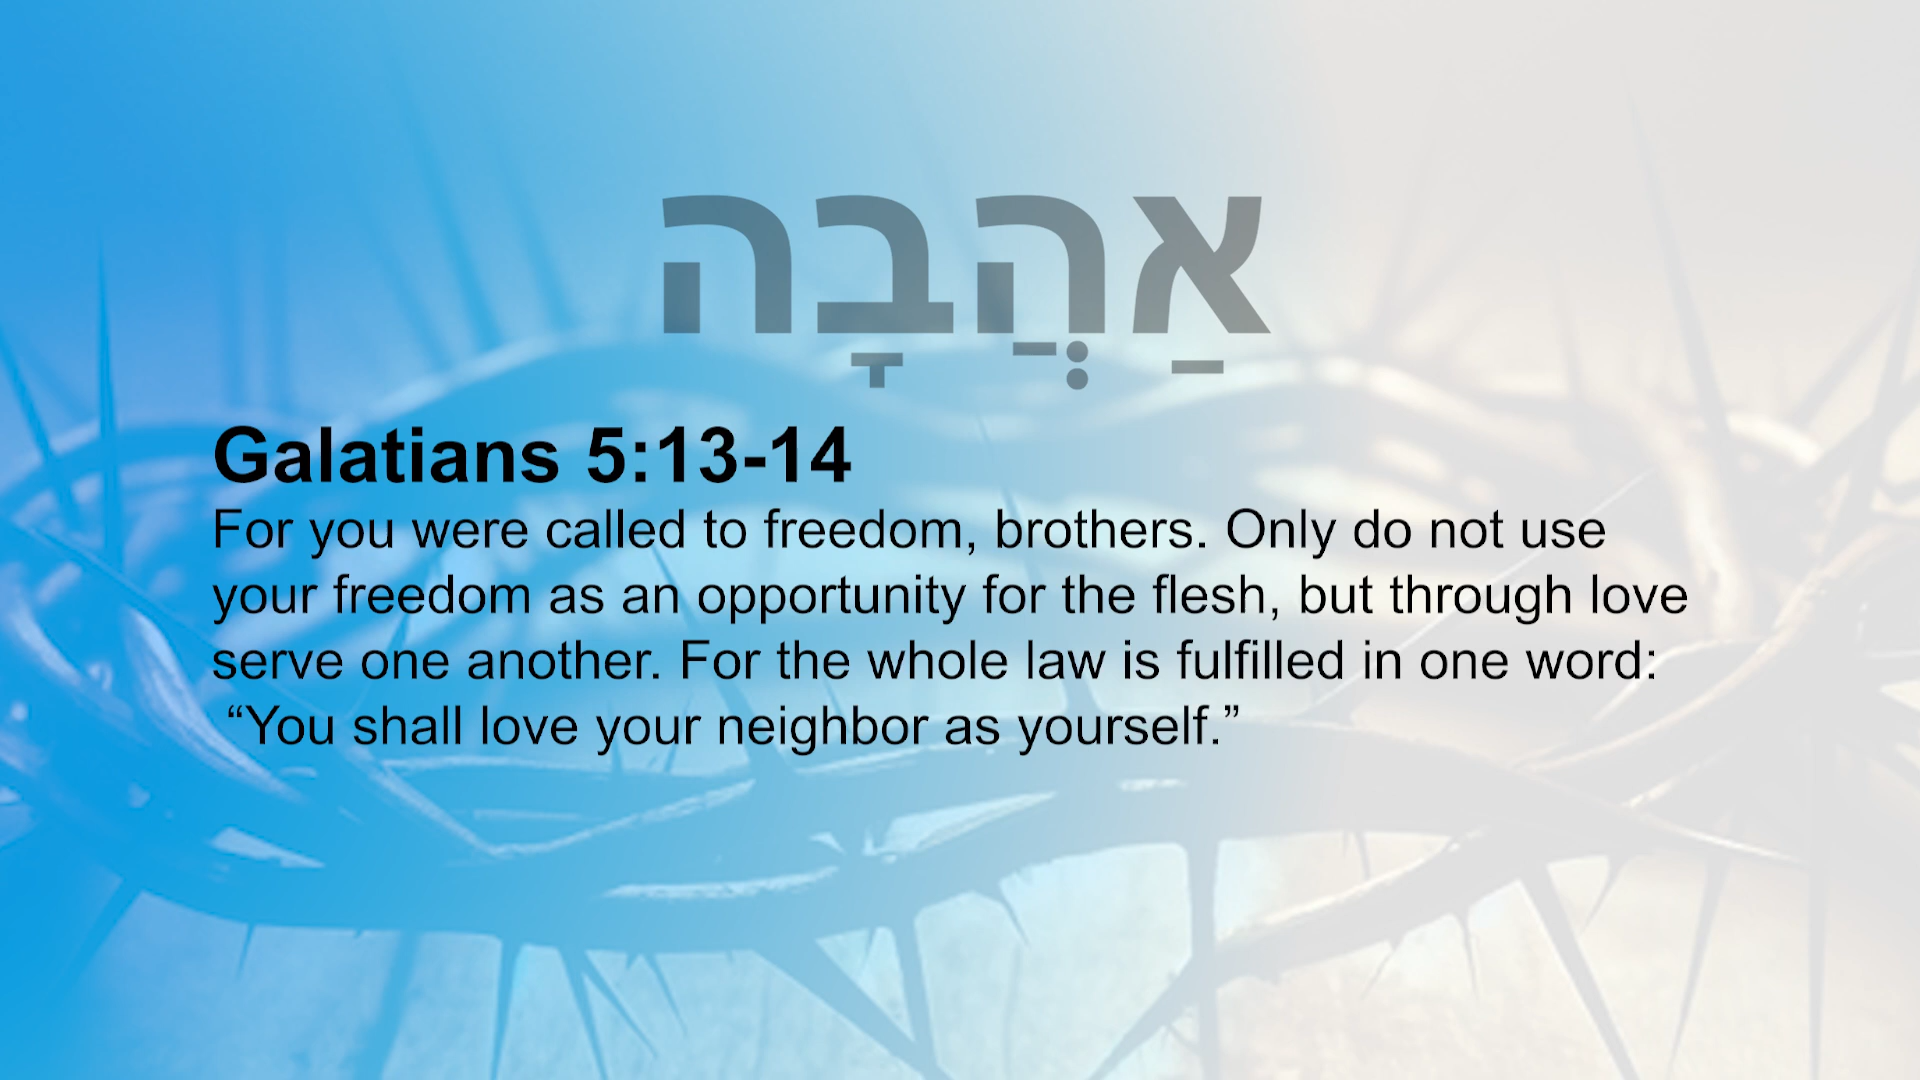 אַהֲבָה
Galatians 5:13-14
For you were called to freedom, brothers. Only do not use
your freedom as an opportunity for the flesh, but through love
serve one another. For the whole law is fulfilled in one word:
“You shall love your neighbor as yourself.”